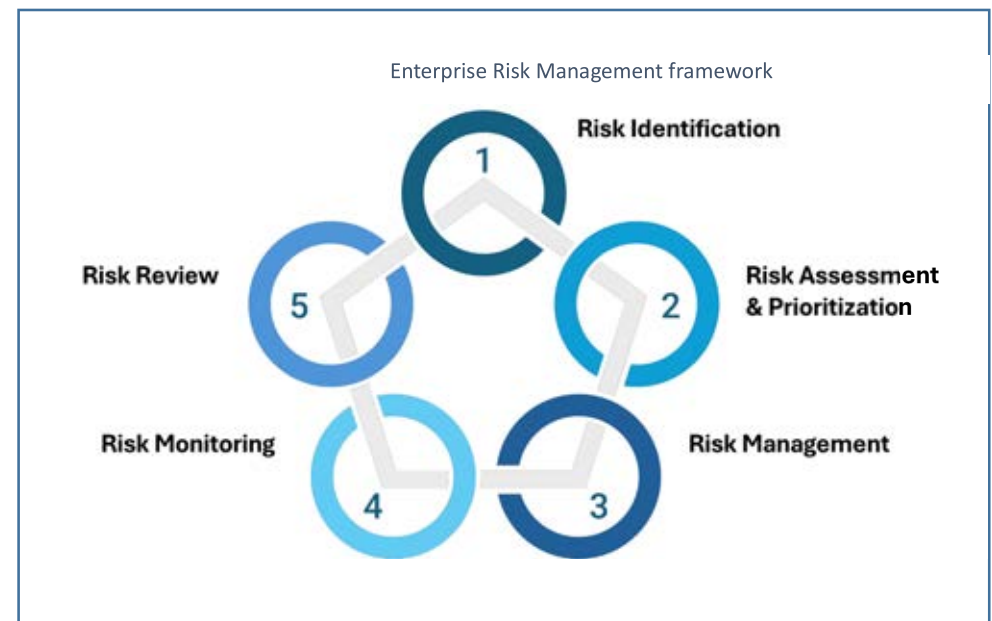 Enterprise Risk Management framework
1
Risk Identification
2
Risk Assessment
& Prioritization
3
Risk Management
4
Risk Monitoring
5
Risk Review